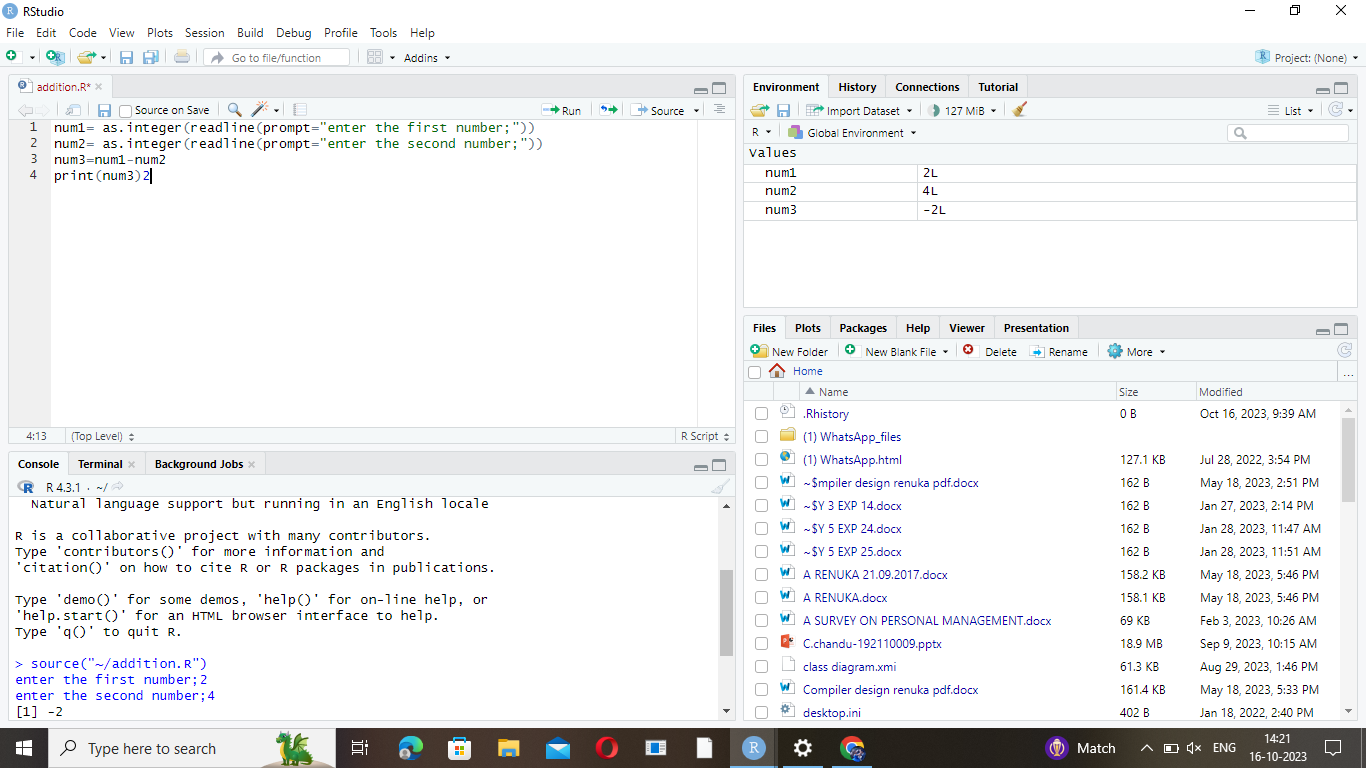 RStudio
File Edit Code View Plots Session Build Debug Profile Tools Help
Go to file/function Addins Project: (None)
addition.R*
Source on Save Run Source
1 num1= as.integer(readline(prompt="enter the first number;"))
2 num2= as.integer(readline(prompt="enter the second number;"))
3 num3=num1-num2
4 print(num3)2
4:13 (Top Level) R Script
Console Terminal Background Jobs
R 4.3.1 · ~/
Natural language support but running in an English locale
R is a collaborative project with many contributors.
Type 'contributors()' for more information and
'citation()' on how to cite R or R packages in publications.
Type 'demo()' for some demos, 'help()' for on-line help, or
'help.start()' for an HTML browser interface to help.
Type 'q()' to quit R.
> source("~/addition.R")
enter the first number;2
enter the second number;4
[1] -2
Environment History Connections Tutorial
Import Dataset 127 MiB List
R Global Environment
Values
num1 2L
num2 4L
num3 -2L
Files Plots Packages Help Viewer Presentation
New Folder New Blank File Delete Rename More
Home ...
Name Size Modified
.Rhistory 0 B Oct 16, 2023, 9:39 AM
(1) WhatsApp_files
(1) WhatsApp.html 127.1 KB Jul 28, 2022, 3:54 PM
~$mpiler design renuka pdf.docx 162 B May 18, 2023, 2:51 PM
~$Y 3 EXP 14.docx 162 B Jan 27, 2023, 2:14 PM
~$Y 5 EXP 24.docx 162 B Jan 28, 2023, 11:47 AM
~$Y 5 EXP 25.docx 162 B Jan 28, 2023, 11:51 AM
A RENUKA 21.09.2017.docx 158.2 KB May 18, 2023, 5:46 PM
A RENUKA.docx 158.1 KB May 18, 2023, 5:46 PM
A SURVEY ON PERSONAL MANAGEMENT.docx 69 KB Feb 3, 2023, 10:26 AM
C.chandu-192110009.pptx 18.9 MB Sep 9, 2023, 10:15 AM
class diagram.xmi 61.3 KB Aug 29, 2023, 1:46 PM
Compiler design renuka pdf.docx 161.4 KB May 18, 2023, 5:33 PM
desktop.ini 402 B Jan 18, 2022, 2:40 PM
Type here to search Match ENG 14:21
16-10-2023